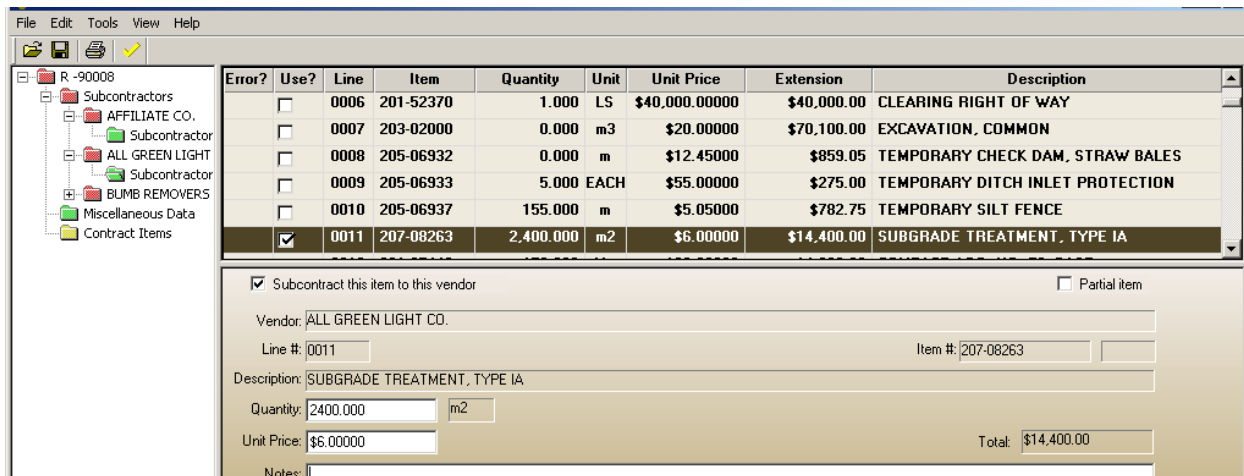 File Edit Tools View Help
R -90008
Subcontractors
AFFILIATE CO.
Subcontractor
ALL GREEN LIGHT
Subcontractor
BUMB REMOVERS
Miscellaneous Data
Contract Items
Error? Use? Line Item Quantity Unit Unit Price Extension Description
0006 201-52370 1.000 LS $40,000.00000 $40,000.00 CLEARING RIGHT OF WAY
0007 203-02000 0.000 m3 $20.00000 $70,100.00 EXCAVATION, COMMON
0008 205-06932 0.000 m $12.45000 $859.05 TEMPORARY CHECK DAM, STRAW BALES
0009 205-06933 5.000 EACH $55.00000 $275.00 TEMPORARY DITCH INLET PROTECTION
0010 205-06937 155.000 m $5.05000 $782.75 TEMPORARY SILT FENCE
0011 207-08263 2,400.000 m2 $6.00000 $14,400.00 SUBGRADE TREATMENT, TYPE IA
Subcontract this item to this vendor Partial item
Vendor: ALL GREEN LIGHT CO.
Line #: 0011 Item #: 207-08263
Description: SUBGRADE TREATMENT, TYPE IA
Quantity: 2400.000 m2
Unit Price: $6.00000 Total: $14,400.00
Notes: